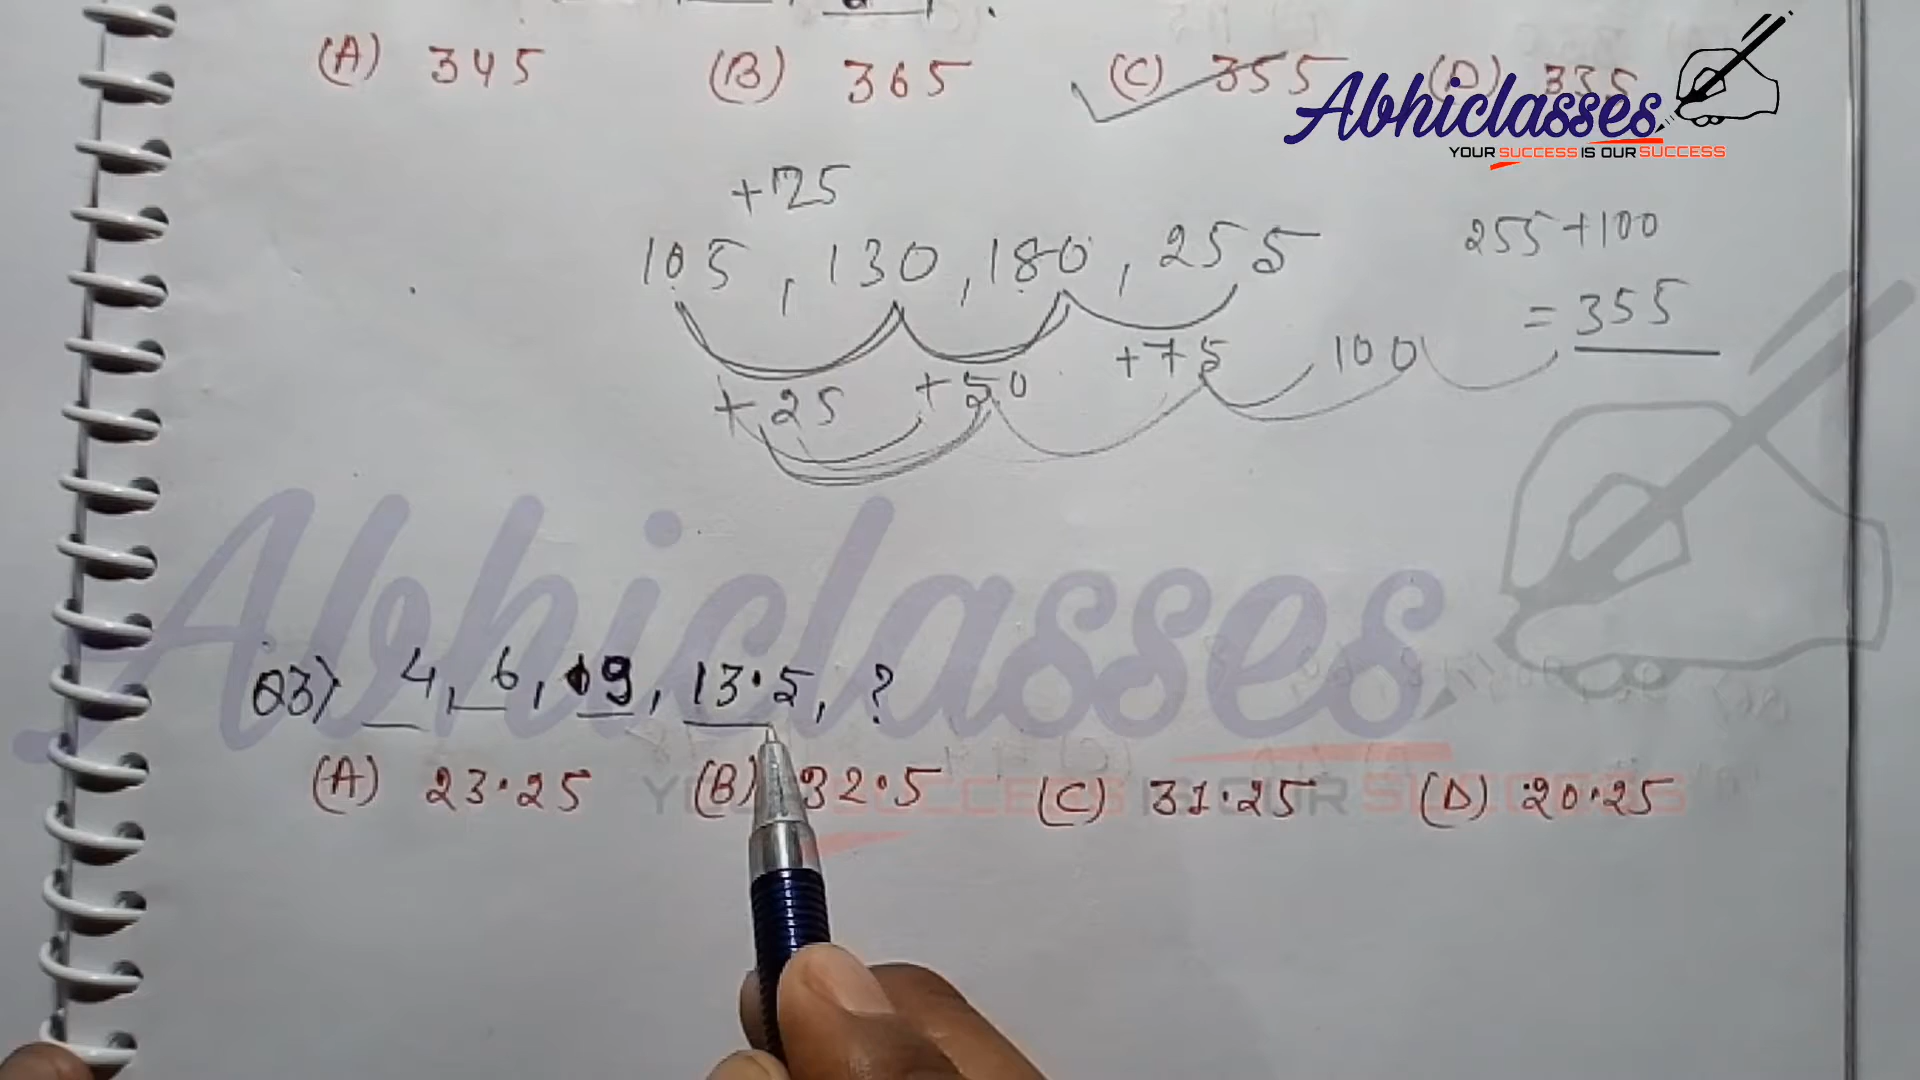 (A) 345 (B) 365 (C) 355 (D) 335
Abhiclasses
YOUR SUCCESS IS OUR SUCCESS
+25
105, 130, 180, 255
255+100
= 355
+25 +50 +75 100
Abhiclasses
Q3) 4, 6, 9, 13.5, ?
YOUR SUCCESS IS OUR SUCCESS
(A) 23.25 (B) 32.5 (C) 31.25 (D) 20.25